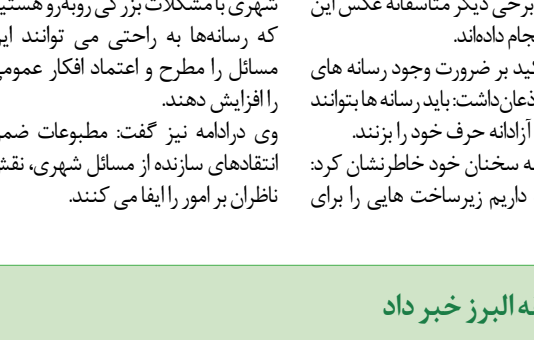 برخی دیگر متاسفانه عکس این
نجام داده‌اند.
کید بر ضرورت وجود رسانه های
ذعان‌داشت: باید رسانه ها بتوانند
آزادانه حرف خود را بزنند.
ه سخنان خود خاطرنشان کرد:
داریم زیرساخت هایی را برای
شهری با مشکلات بزرگی روبه‌رو هستیم
که رسانه‌ها به راحتی می توانند این
مسائل را مطرح و اعتماد افکار عمومی
را افزایش دهند.
وی درادامه نیز گفت: مطبوعات ضمن
انتقادهای سازنده از مسائل شهری، نقش
ناظران بر امور را ایفا می کنند.
ه البرز خبر داد